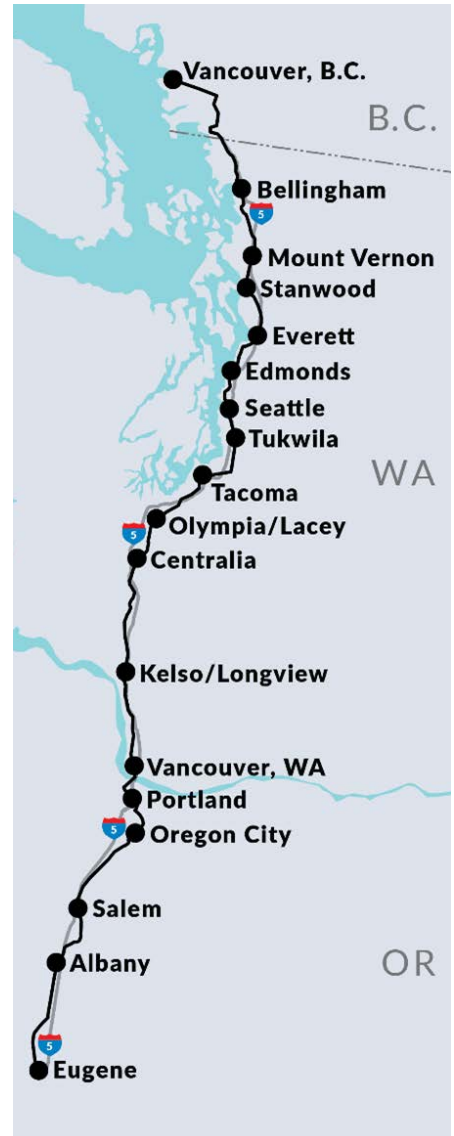 Vancouver, B.C.
B.C.
Bellingham
5
Mount Vernon
Stanwood
Everett
Edmonds
Seattle
Tukwila
WA
Tacoma
Olympia/Lacey
5
Centralia
Kelso/Longview
Vancouver, WA
Portland
5
Oregon City
Salem
Albany
OR
5
Eugene